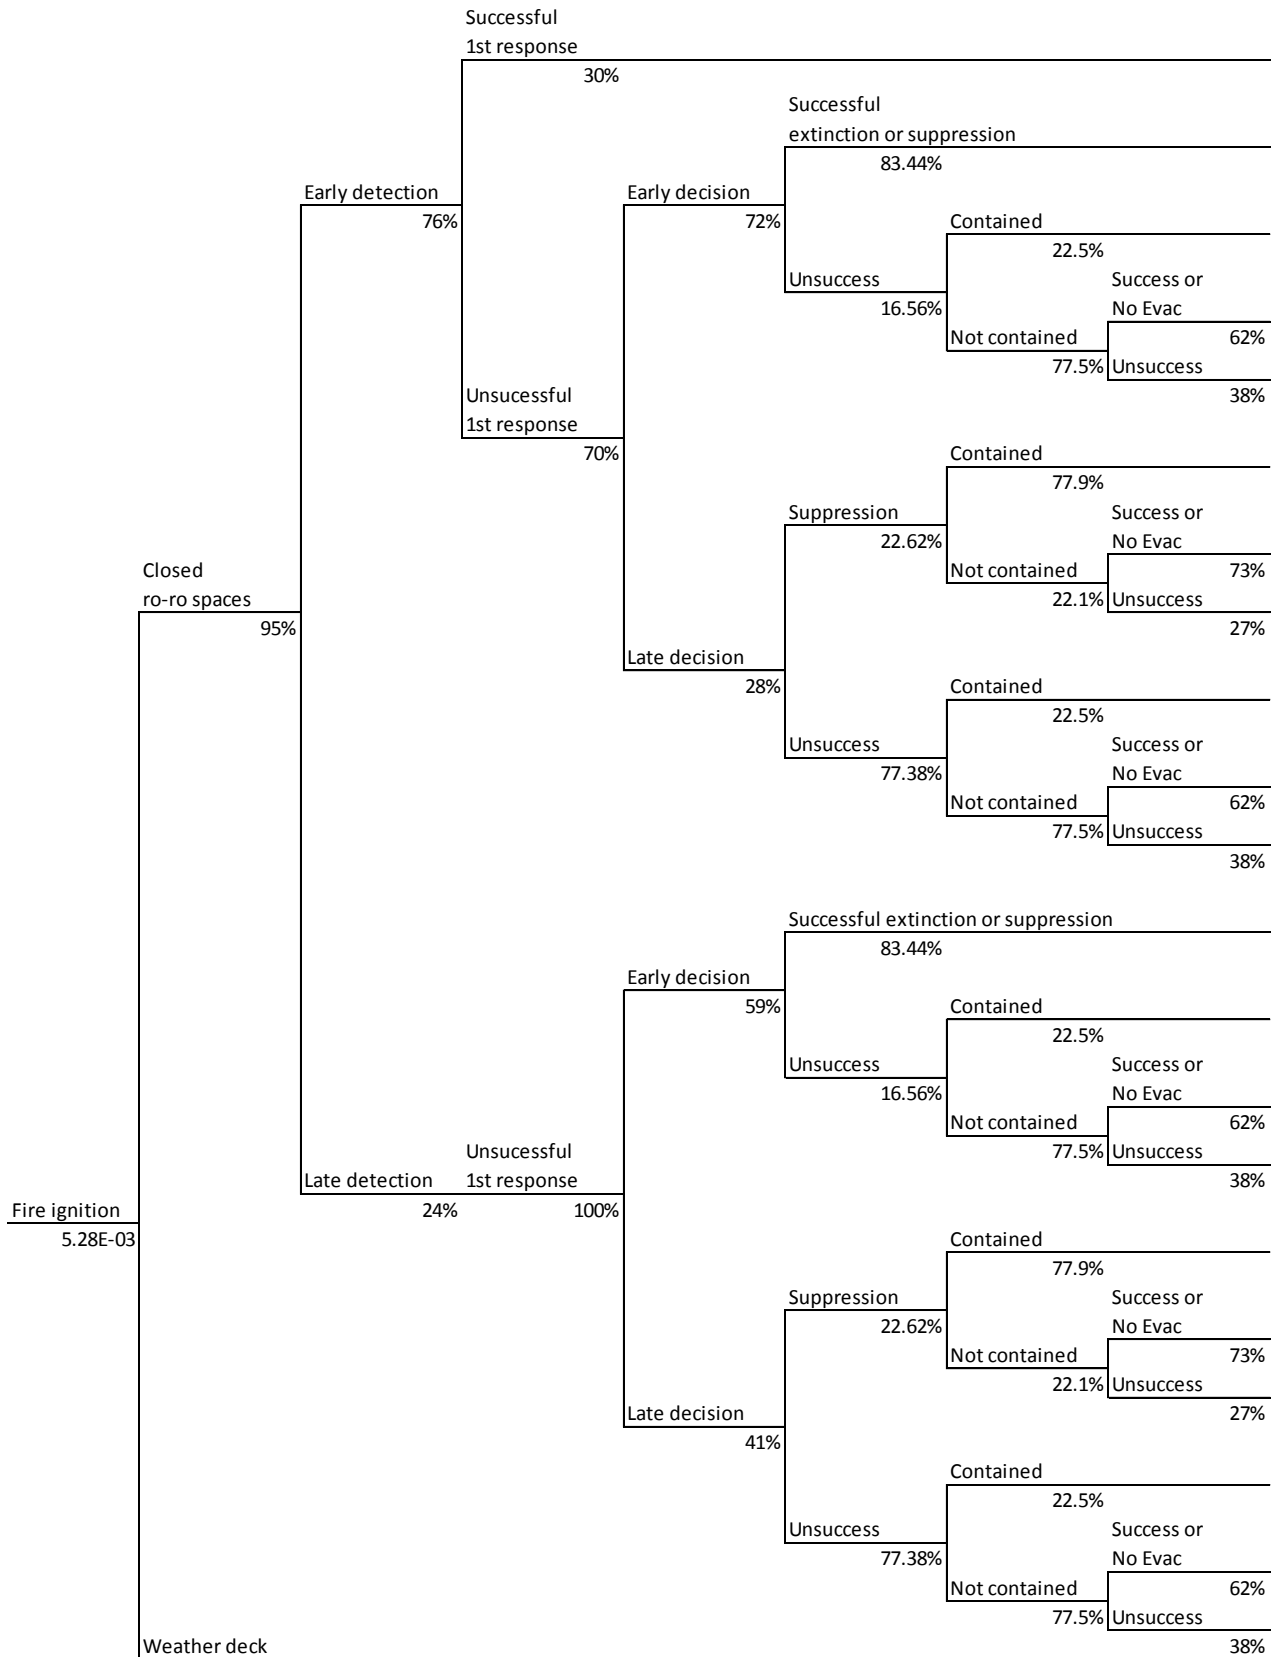 Successful
1st response
30%
Successful
extinction or suppression
83.44%
Early detection
76%
Early decision
72%
Contained
22.5%
Unsuccess
16.56%
Success or
No Evac
62%
Not contained
77.5%
Unsuccess
38%
Unsucessful
1st response
70%
Contained
77.9%
Suppression
22.62%
Success or
No Evac
73%
Not contained
22.1%
Unsuccess
27%
Closed
ro-ro spaces
95%
Late decision
28%
Contained
22.5%
Unsuccess
77.38%
Success or
No Evac
62%
Not contained
77.5%
Unsuccess
38%
Successful extinction or suppression
83.44%
Early decision
59%
Contained
22.5%
Unsuccess
16.56%
Success or
No Evac
62%
Not contained
77.5%
Unsuccess
38%
Unsucessful
1st response
100%
Late detection
24%
Fire ignition
5.28E-03
Contained
77.9%
Suppression
22.62%
Success or
No Evac
73%
Not contained
22.1%
Unsuccess
27%
Late decision
41%
Contained
22.5%
Unsuccess
77.38%
Success or
No Evac
62%
Not contained
77.5%
Unsuccess
38%
Weather deck